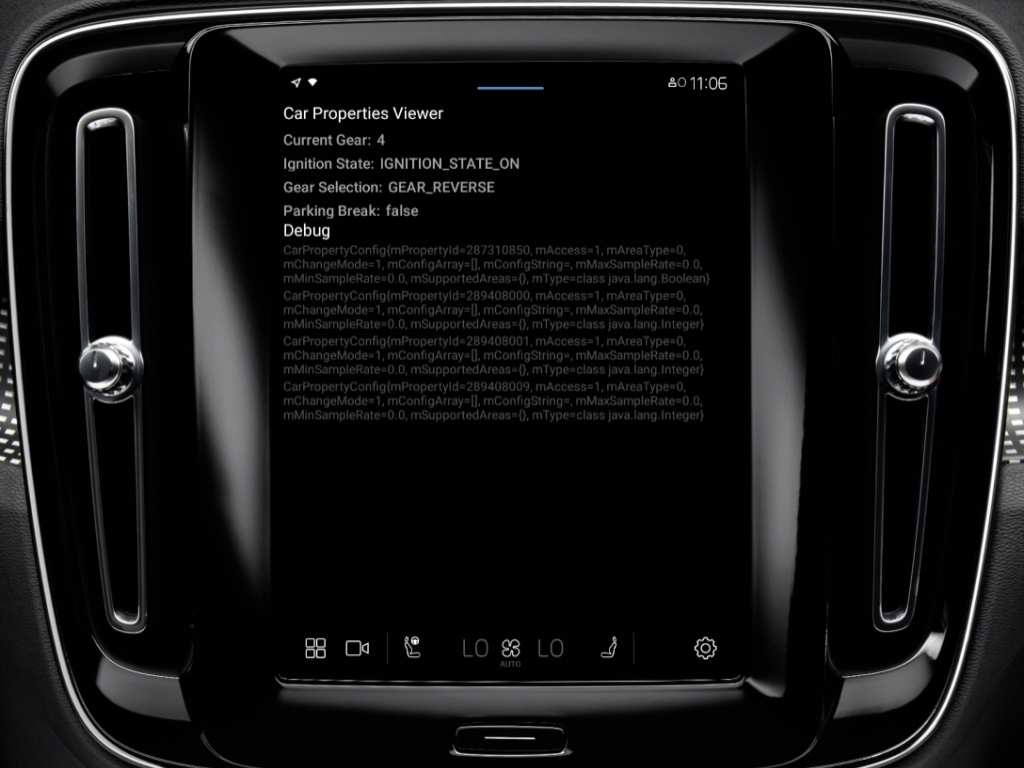 11:06
Car Properties Viewer
Current Gear: 4
Ignition State: IGNITION_STATE_ON
Gear Selection: GEAR_REVERSE
Parking Break: false
Debug
CarPropertyConfig{mPropertyId=287310850, mAccess=1, mAreaType=0,
mChangeMode=1, mConfigArray=[], mConfigString=, mMaxSampleRate=0.0,
mMinSampleRate=0.0, mSupportedAreas={}, mType=class java.lang.Boolean}
CarPropertyConfig{mPropertyId=289408000, mAccess=1, mAreaType=0,
mChangeMode=1, mConfigArray=[], mConfigString=, mMaxSampleRate=0.0,
mMinSampleRate=0.0, mSupportedAreas={}, mType=class java.lang.Integer}
CarPropertyConfig{mPropertyId=289408001, mAccess=1, mAreaType=0,
mChangeMode=1, mConfigArray=[], mConfigString=, mMaxSampleRate=0.0,
mMinSampleRate=0.0, mSupportedAreas={}, mType=class java.lang.Integer}
CarPropertyConfig{mPropertyId=289408009, mAccess=1, mAreaType=0,
mChangeMode=1, mConfigArray=[], mConfigString=, mMaxSampleRate=0.0,
mMinSampleRate=0.0, mSupportedAreas={}, mType=class java.lang.Integer}
LO LO
AUTO